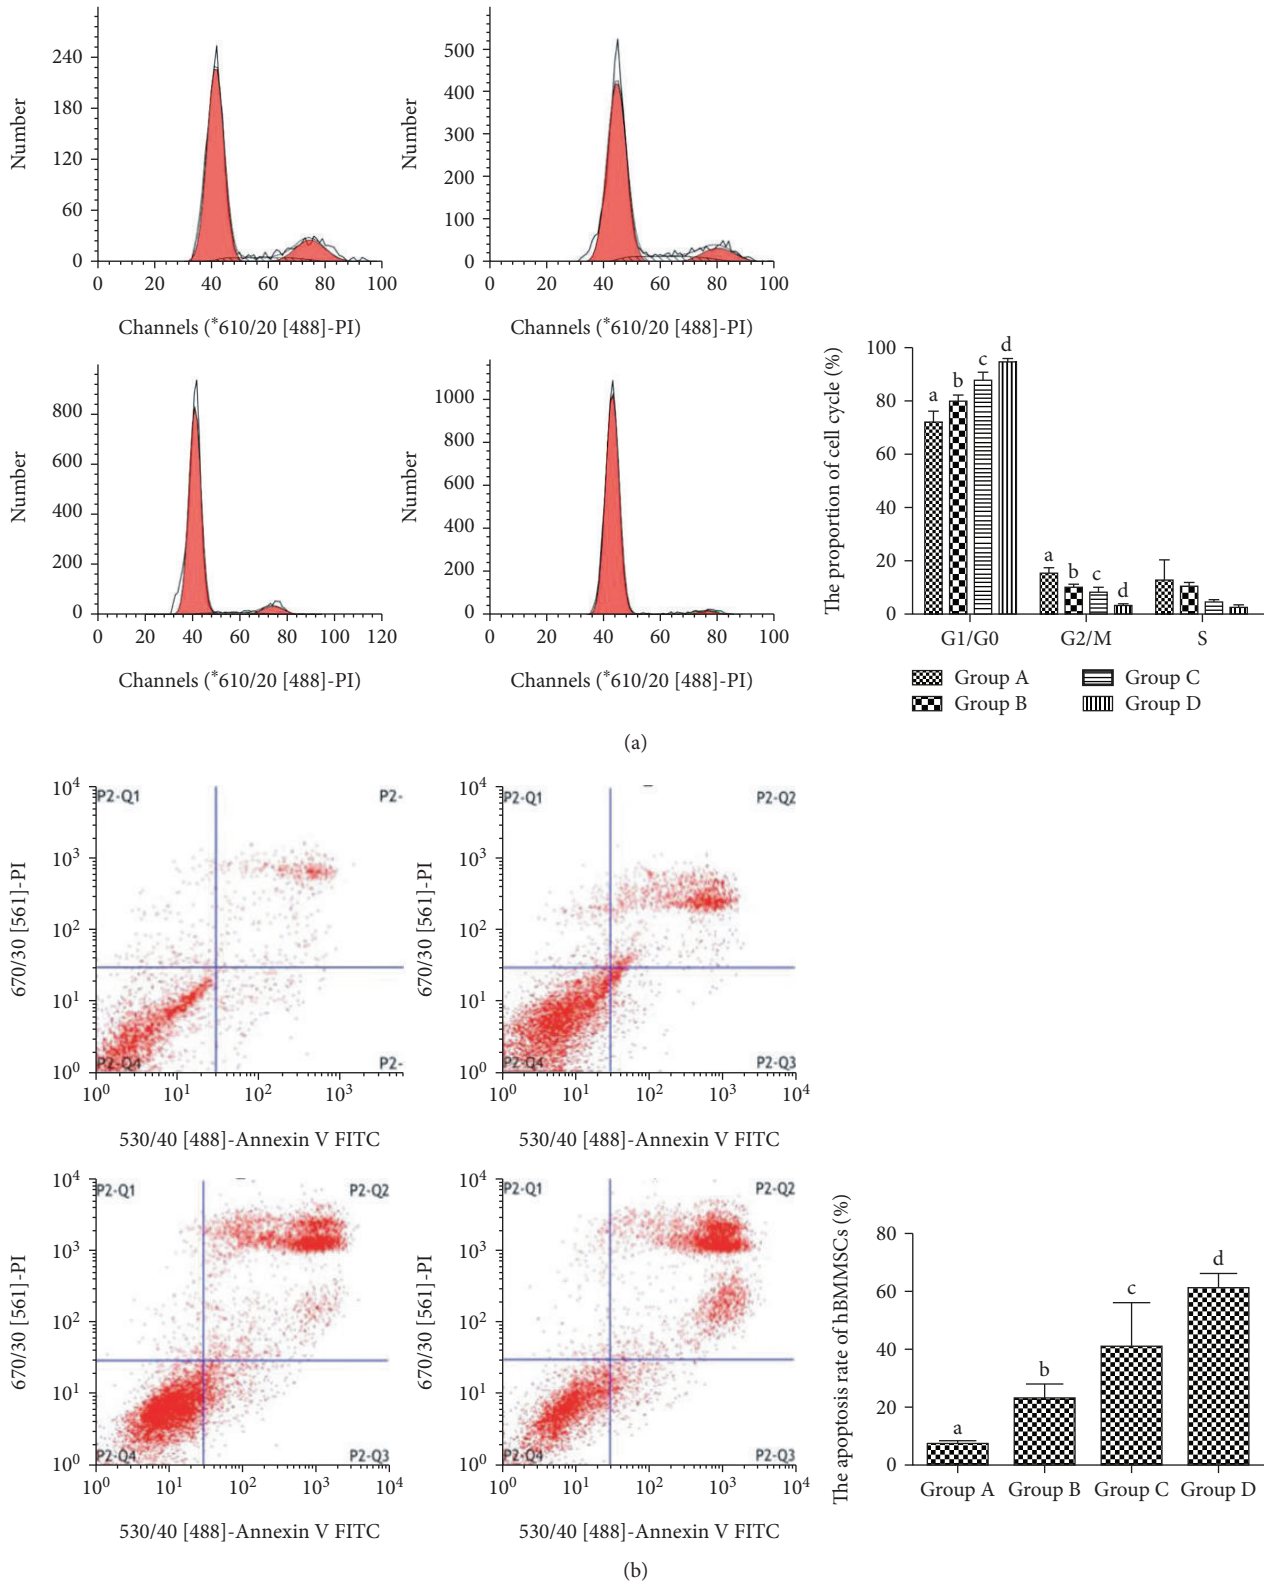 240
180
120
60
0
Number
0 20 40 60 80 100
Channels (*610/20 [488]-PI)
500
400
300
200
100
0
Number
0 20 40 60 80 100
Channels (*610/20 [488]-PI)
800
600
400
200
0
Number
0 20 40 60 80 100 120
Channels (*610/20 [488]-PI)
1000
800
600
400
200
0
Number
0 20 40 60 80 100
Channels (*610/20 [488]-PI)
The proportion of cell cycle (%)
100
80
60
40
20
0
a b c d
a b c d
G1/G0 G2/M S
Group A Group C
Group B Group D
(a)
10⁴
10³
10²
10¹
10⁰
670/30 [561]-PI
P2-Q1 P2-
P2-Q4 P2-
10⁰ 10¹ 10² 10³
530/40 [488]-Annexin V FITC
10⁴
10³
10²
10¹
10⁰
670/30 [561]-PI
P2-Q1 P2-Q2
P2-Q4 P2-Q3
10⁰ 10¹ 10² 10³ 10⁴
530/40 [488]-Annexin V FITC
10⁴
10³
10²
10¹
10⁰
670/30 [561]-PI
P2-Q1 P2-Q2
P2-Q4 P2-Q3
10⁰ 10¹ 10² 10³ 10⁴
530/40 [488]-Annexin V FITC
10⁴
10³
10²
10¹
10⁰
670/30 [561]-PI
P2-Q1 P2-Q2
P2-Q4 P2-Q3
10⁰ 10¹ 10² 10³ 10⁴
530/40 [488]-Annexin V FITC
The apoptosis rate of hBMMSCs (%)
80
60
40
20
0
a b c d
Group A Group B Group C Group D
(b)